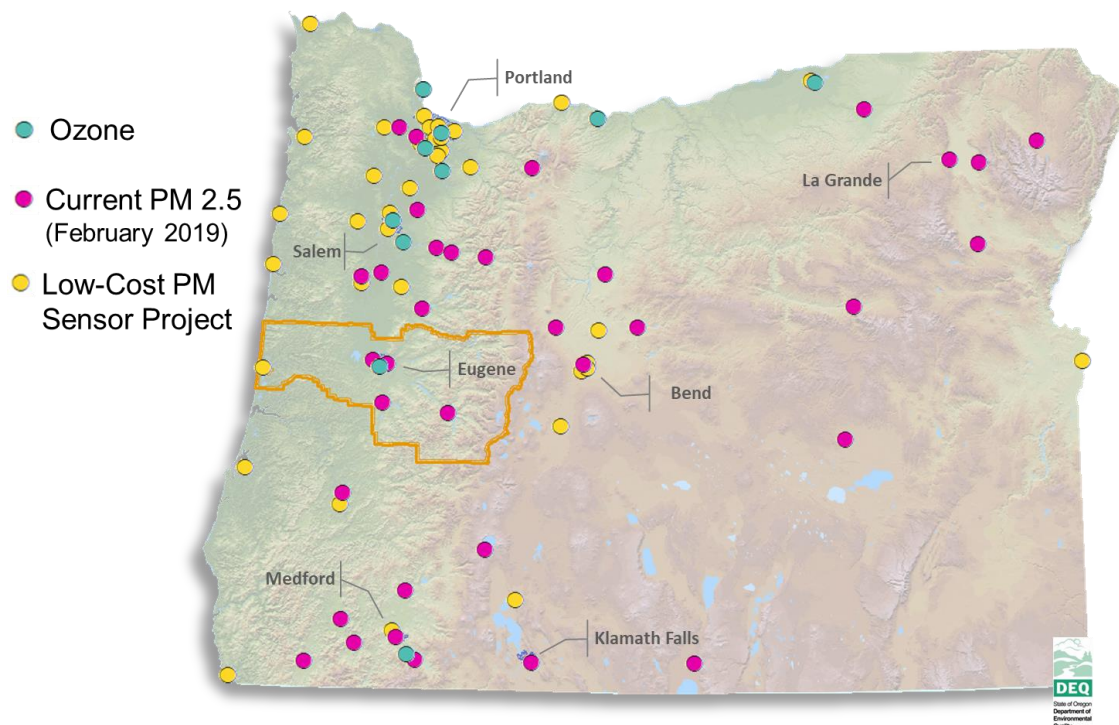 Portland
Ozone
Current PM 2.5
(February 2019)
La Grande
Salem
Low-Cost PM
Sensor Project
Eugene
Bend
Medford
Klamath Falls
DEQ
State of Oregon
Department of
Environmental
Quality